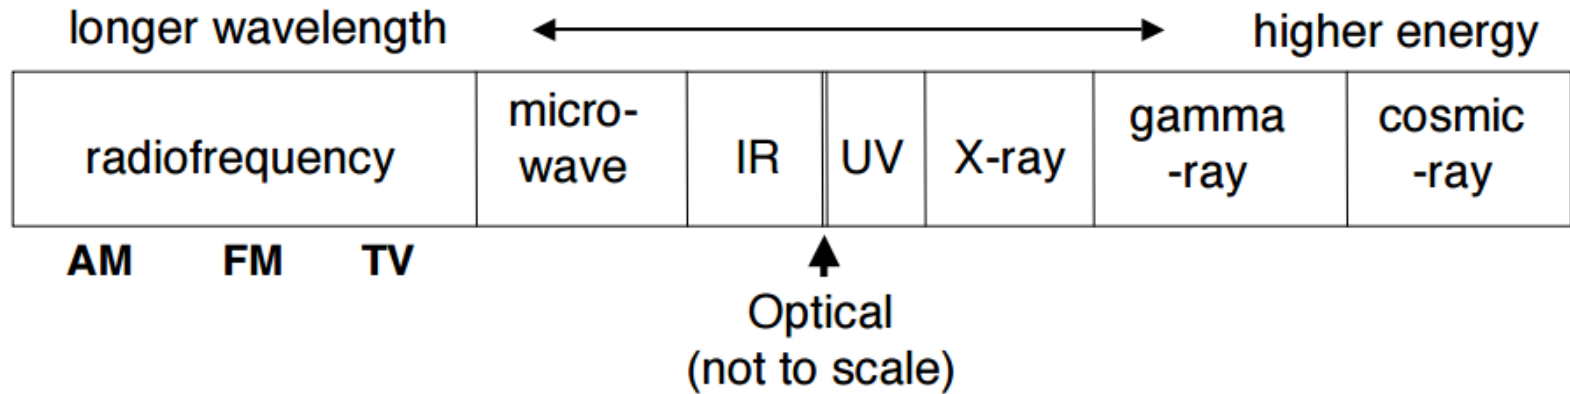 longer wavelength higher energy
radiofrequency
micro-
wave
IR
UV
X-ray
gamma
-ray
cosmic
-ray
AM FM TV
Optical
(not to scale)